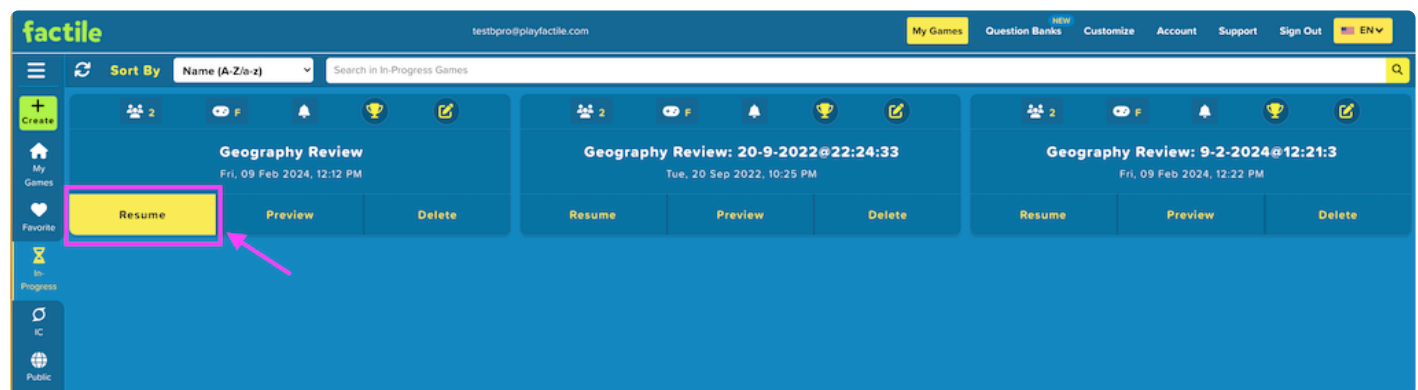 factile
testbpro@playfactile.com
My Games
Question Banks
NEW
Customize
Account
Support
Sign Out
EN
Sort By
Name (A-Z/a-z)
Search in In-Progress Games
+
Create
My
Games
Favorite
In-
Progress
IC
Public
2
F
Geography Review
Fri, 09 Feb 2024, 12:12 PM
Resume
Preview
Delete
2
F
Geography Review: 20-9-2022@22:24:33
Tue, 20 Sep 2022, 10:25 PM
Resume
Preview
Delete
2
F
Geography Review: 9-2-2024@12:21:3
Fri, 09 Feb 2024, 12:22 PM
Resume
Preview
Delete